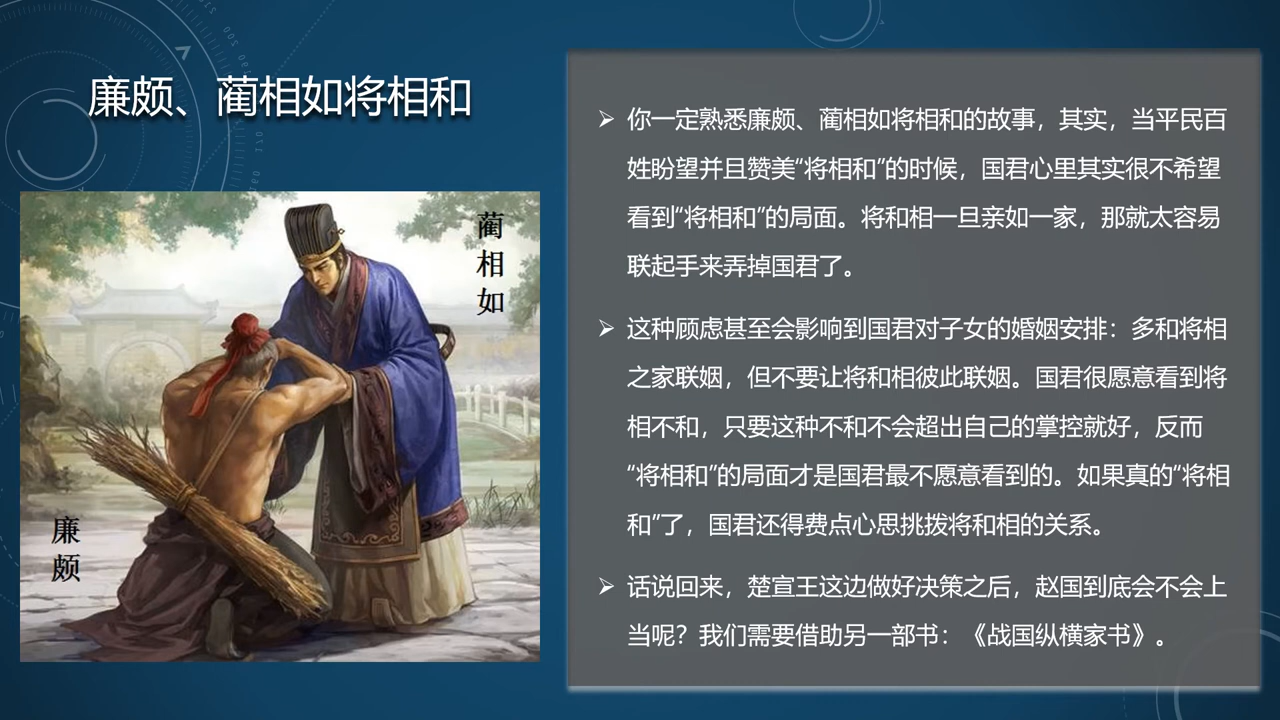 廉颇、蔺相如将相和
蔺相如
廉颇
你一定熟悉廉颇、蔺相如将相和的故事，其实，当平民百
姓盼望并且赞美“将相和”的时候，国君心里其实很不希望
看到“将相和”的局面。将和相一旦亲如一家，那就太容易
联起手来弄掉国君了。
这种顾虑甚至会影响到国君对子女的婚姻安排：多和将相
之家联姻，但不要让将和相彼此联姻。国君很愿意看到将
相不和，只要这种不和不会超出自己的掌控就好，反而
“将相和”的局面才是国君最不愿意看到的。如果真的“将相
和”了，国君还得费点心思挑拨将和相的关系。
话说回来，楚宣王这边做好决策之后，赵国到底会不会上
当呢？我们需要借助另一部书：《战国纵横家书》。